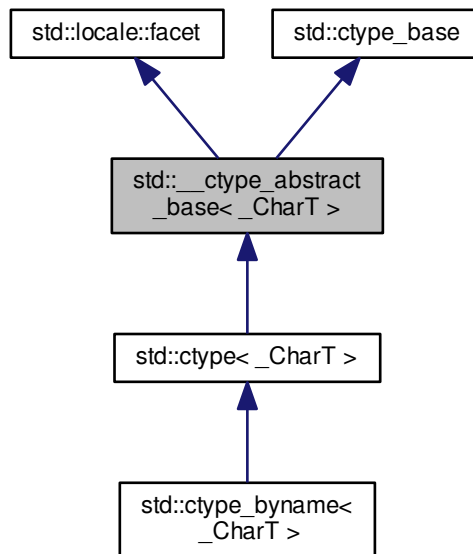 std::locale::facet
std::ctype_base
std::__ctype_abstract
_base< _CharT >
std::ctype< _CharT >
std::ctype_byname<
_CharT >